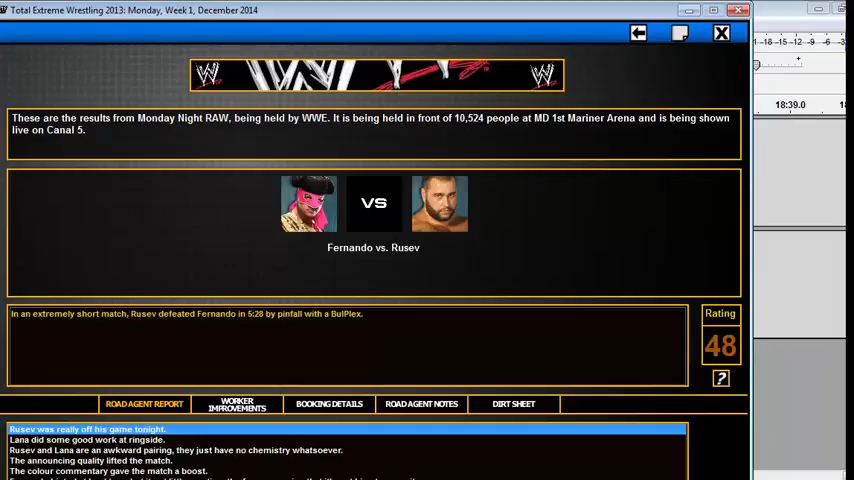 Total Extreme Wrestling 2013: Monday, Week 1, December 2014
-18 -15 -12 -9 -6 -3
18:39.0
These are the results from Monday Night RAW, being held by WWE. It is being held in front of 10,524 people at MD 1st Mariner Arena and is being shown
live on Canal 5.
VS
Fernando vs. Rusev
In an extremely short match, Rusev defeated Fernando in 5:28 by pinfall with a BulPlex.
Rating
48
?
ROAD AGENT REPORT
WORKER
IMPROVEMENTS
BOOKING DETAILS
ROAD AGENT NOTES
DIRT SHEET
Rusev was really off his game tonight.
Lana did some good work at ringside.
Rusev and Lana are an awkward pairing, they just have no chemistry whatsoever.
The announcing quality lifted the match.
The colour commentary gave the match a boost.